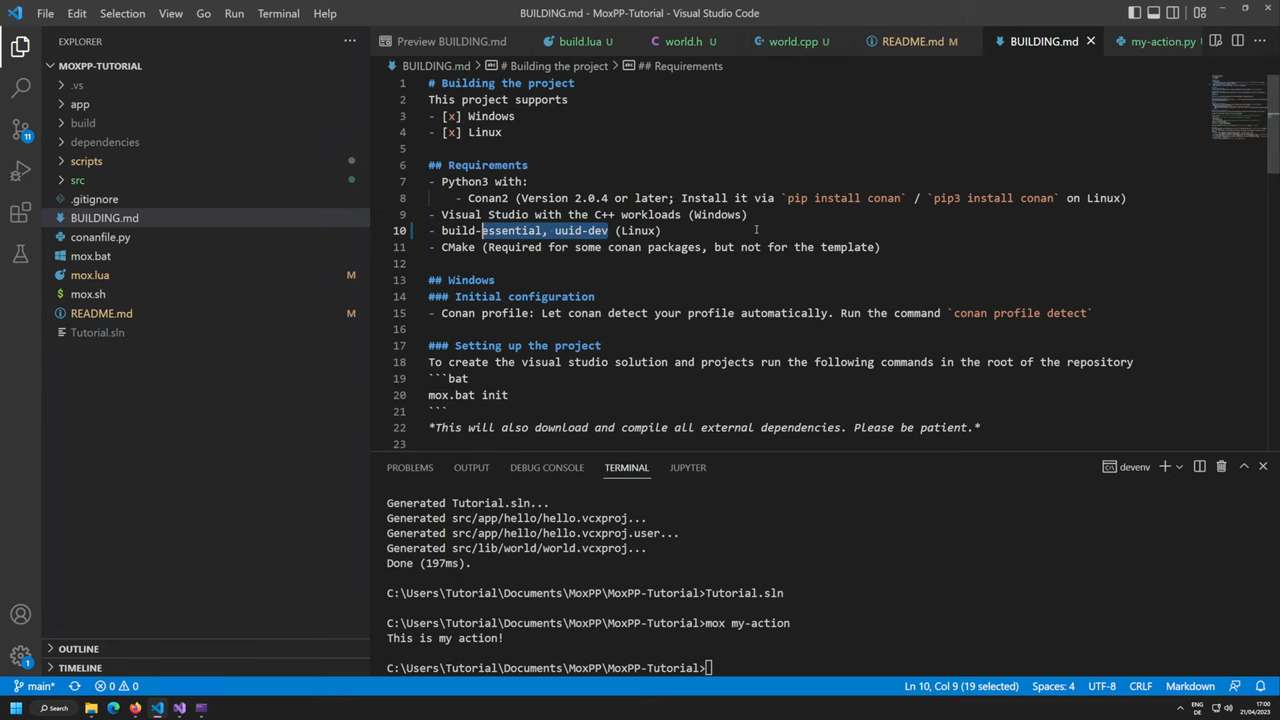 File Edit Selection View Go Run Terminal Help
BUILDING.md - MoxPP-Tutorial - Visual Studio Code
EXPLORER
MOXPP-TUTORIAL
.vs
app
build
dependencies
scripts
src
.gitignore
BUILDING.md
conanfile.py
mox.bat
mox.lua M
mox.sh
README.md M
Tutorial.sln
OUTLINE
TIMELINE
11
1
Preview BUILDING.md build.lua U world.h U world.cpp U README.md M BUILDING.md my-action.py U
BUILDING.md > # Building the project > ## Requirements
1 # Building the project
2 This project supports
3 - [x] Windows
4 - [x] Linux
5
6 ## Requirements
7 - Python3 with:
8 - Conan2 (Version 2.0.4 or later; Install it via `pip install conan` / `pip3 install conan` on Linux)
9 - Visual Studio with the C++ workloads (Windows)
10 - build-essential, uuid-dev (Linux)
11 - CMake (Required for some conan packages, but not for the template)
12
13 ## Windows
14 ### Initial configuration
15 - Conan profile: Let conan detect your profile automatically. Run the command `conan profile detect`
16
17 ### Setting up the project
18 To create the visual studio solution and projects run the following commands in the root of the repository
19 ```bat
20 mox.bat init
21 ```
22 *This will also download and compile all external dependencies. Please be patient.*
23
PROBLEMS OUTPUT DEBUG CONSOLE TERMINAL JUPYTER
devenv
Generated Tutorial.sln...
Generated src/app/hello/hello.vcxproj...
Generated src/app/hello/hello.vcxproj.user...
Generated src/lib/world/world.vcxproj...
Done (197ms).
C:\Users\Tutorial\Documents\MoxPP\MoxPP-Tutorial>Tutorial.sln
C:\Users\Tutorial\Documents\MoxPP\MoxPP-Tutorial>mox my-action
This is my action!
C:\Users\Tutorial\Documents\MoxPP\MoxPP-Tutorial>
main* 0 0 Ln 10, Col 9 (19 selected) Spaces: 4 UTF-8 CRLF Markdown
Search
ENG
DE
17:00
21/04/2023